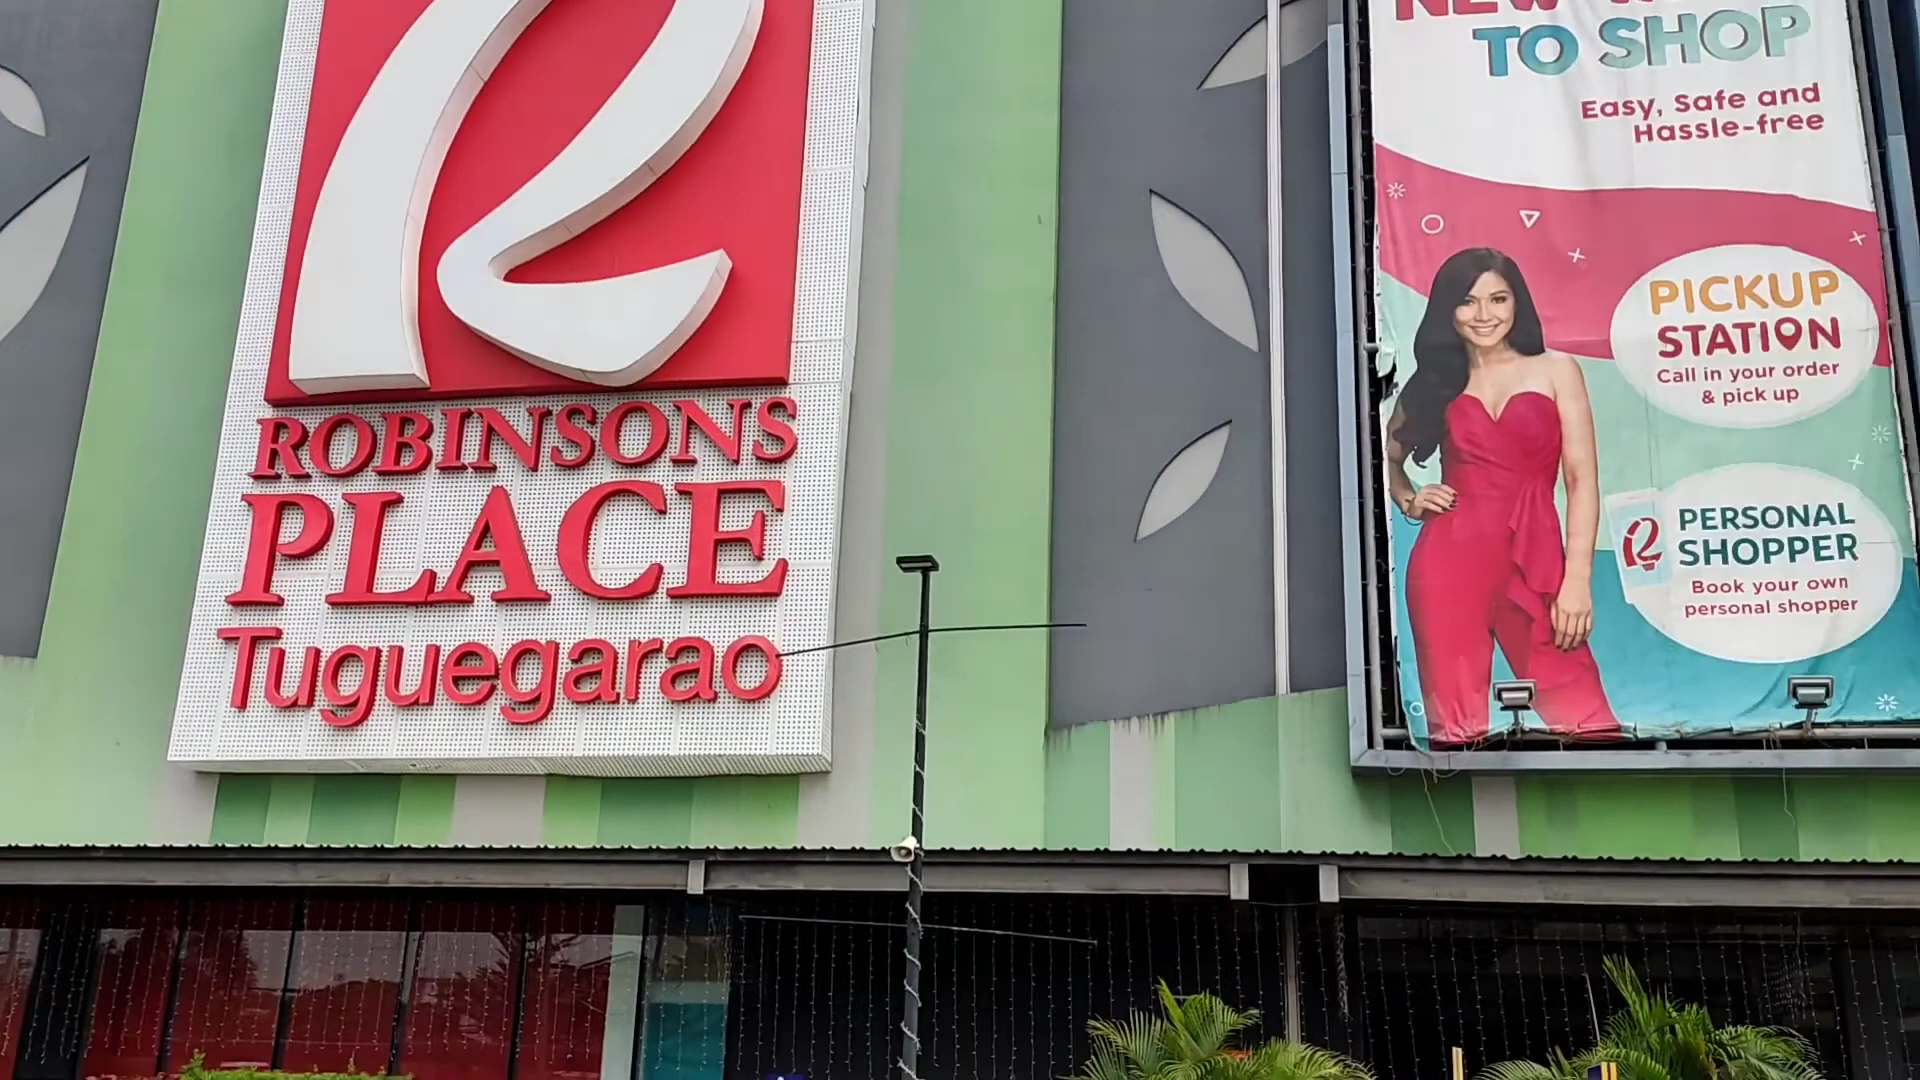 ROBINSONS
PLACE
Tuguegarao
NEW
TO SHOP
Easy, Safe and
Hassle-free
PICKUP
STATION
Call in your order
& pick up
PERSONAL
SHOPPER
Book your own
personal shopper